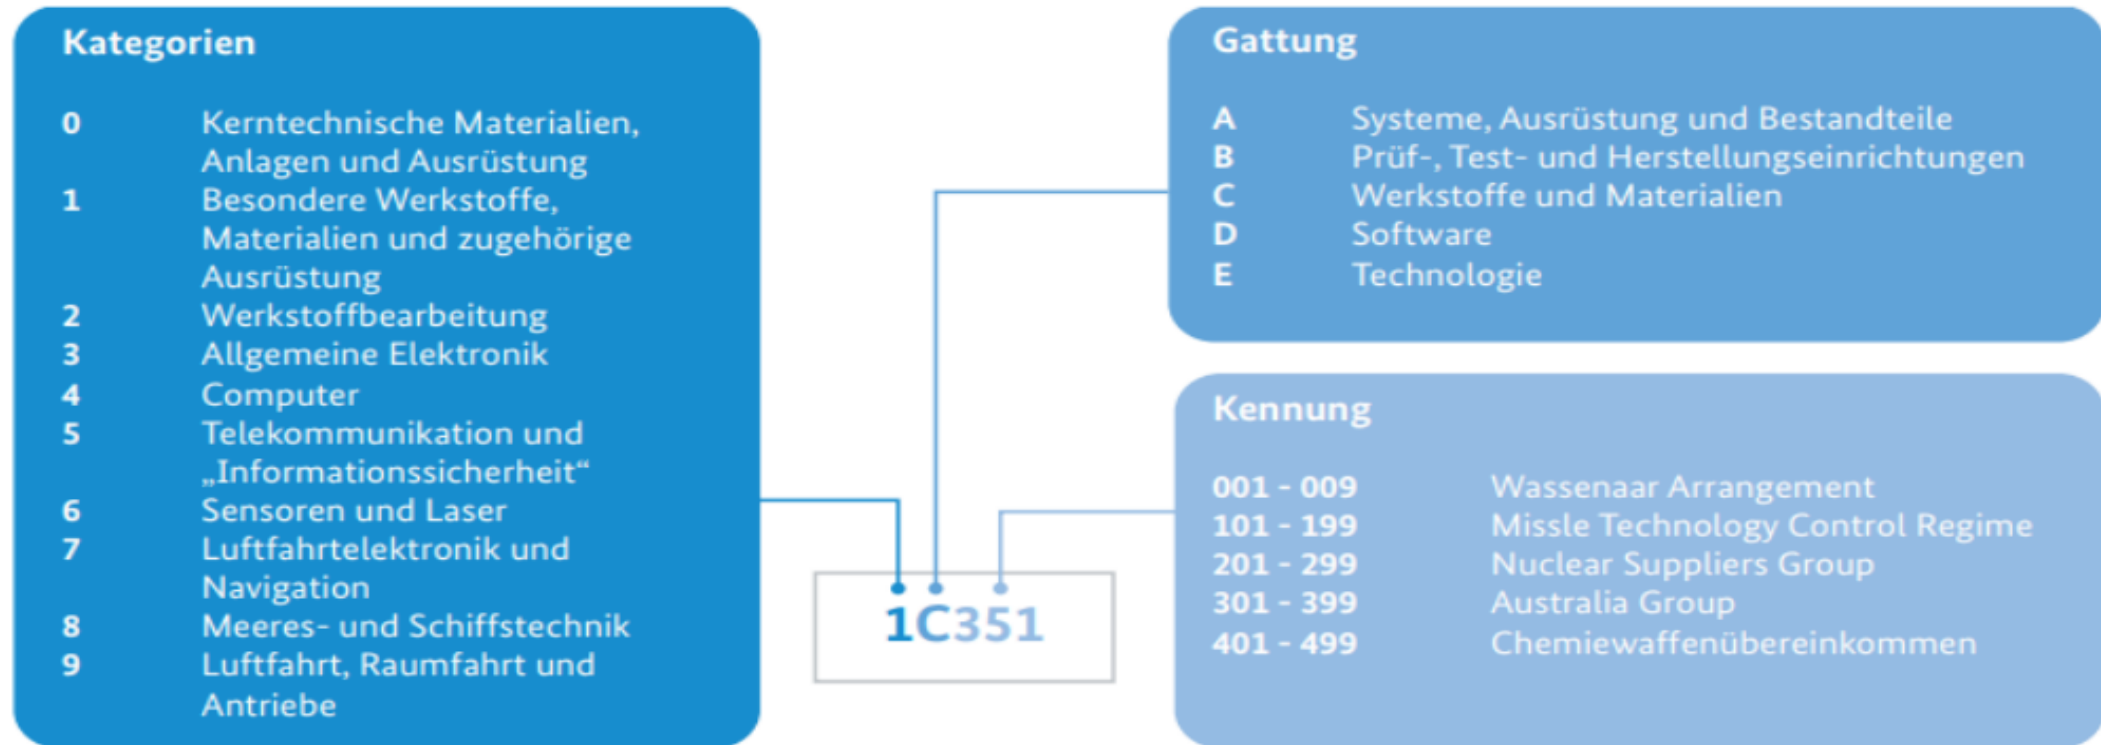 Kategorien
0 Kerntechnische Materialien,
Anlagen und Ausrüstung
1 Besondere Werkstoffe,
Materialien und zugehörige
Ausrüstung
2 Werkstoffbearbeitung
3 Allgemeine Elektronik
4 Computer
5 Telekommunikation und
„Informationssicherheit“
6 Sensoren und Laser
7 Luftfahrtelektronik und
Navigation
8 Meeres- und Schiffstechnik
9 Luftfahrt, Raumfahrt und
Antriebe
1C351
Gattung
A Systeme, Ausrüstung und Bestandteile
B Prüf-, Test- und Herstellungseinrichtungen
C Werkstoffe und Materialien
D Software
E Technologie
Kennung
001 - 009 Wassenaar Arrangement
101 - 199 Missle Technology Control Regime
201 - 299 Nuclear Suppliers Group
301 - 399 Australia Group
401 - 499 Chemiewaffenübereinkommen